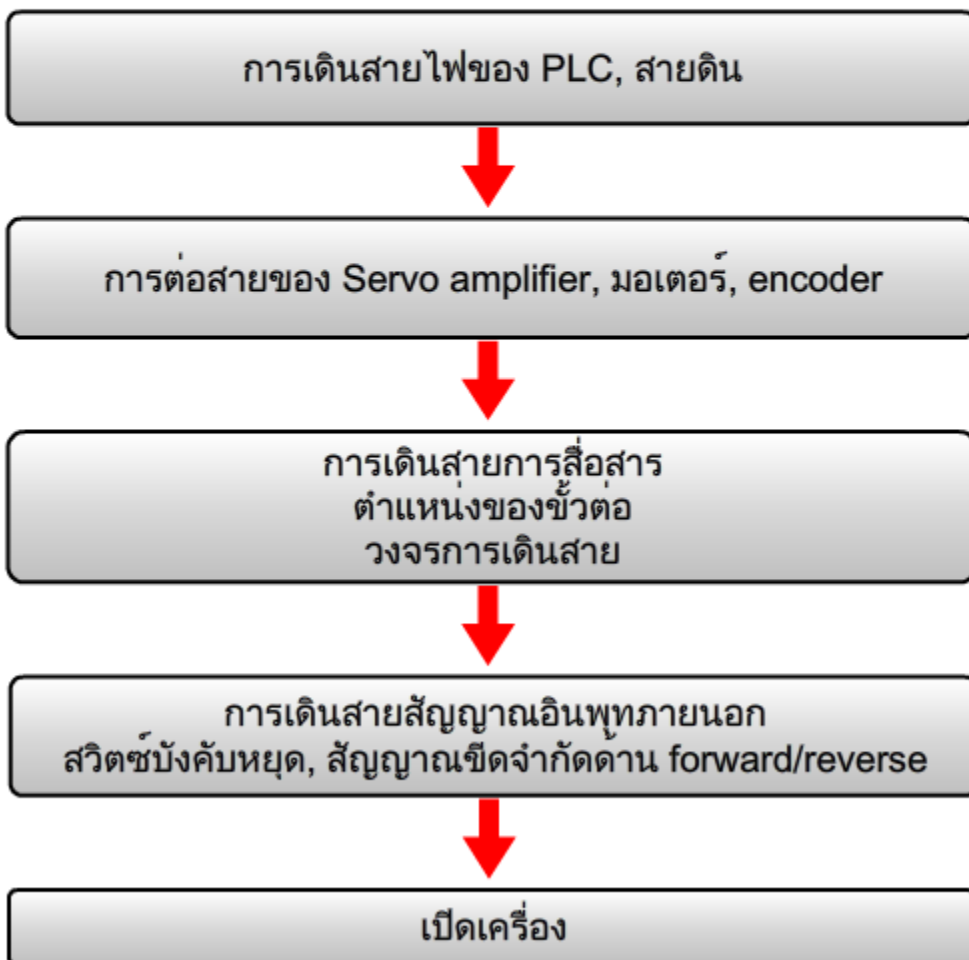 การเดินสายไฟของ PLC, สายดิน
การต่อสายของ Servo amplifier, มอเตอร์, encoder
การเดินสายการสื่อสาร
ตำแหน่งของขั้วต่อ
วงจรการเดินสาย
การเดินสายสัญญาณอินพุทภายนอก
สวิตซ์บังคับหยุด, สัญญาณขีดจำกัดด้าน forward/reverse
เปิดเครื่อง